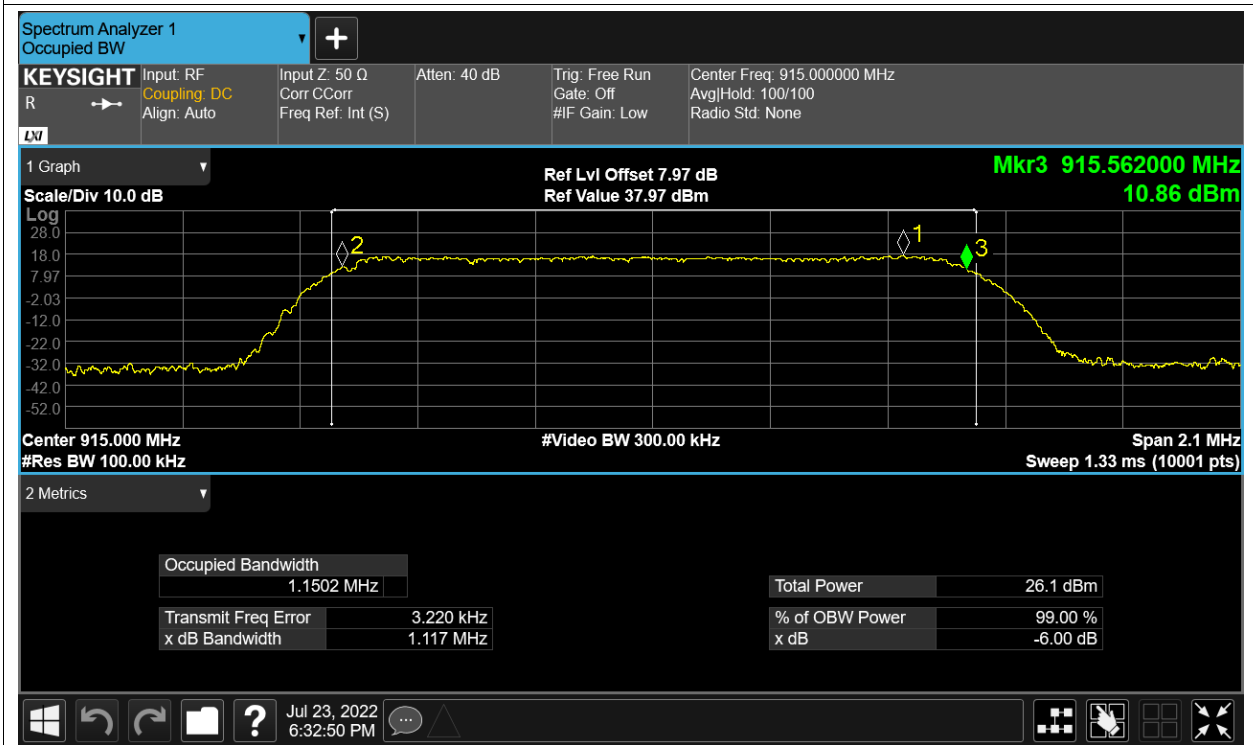 Spectrum Analyzer 1
Occupied BW
KEYSIGHT
R
LXI
Input: RF
Coupling: DC
Align: Auto
Input Z: 50 Ω
Corr CCorr
Freq Ref: Int (S)
Atten: 40 dB
Trig: Free Run
Gate: Off
#IF Gain: Low
Center Freq: 915.000000 MHz
Avg|Hold: 100/100
Radio Std: None
1 Graph
Scale/Div 10.0 dB
Ref Lvl Offset 7.97 dB
Ref Value 37.97 dBm
Mkr3 915.562000 MHz
10.86 dBm
Log
28.0
18.0
7.97
-2.03
-12.0
-22.0
-32.0
-42.0
-52.0
2
1
3
Center 915.000 MHz
#Res BW 100.00 kHz
#Video BW 300.00 kHz
Span 2.1 MHz
Sweep 1.33 ms (10001 pts)
2 Metrics
Occupied Bandwidth
1.1502 MHz
Transmit Freq Error 3.220 kHz
x dB Bandwidth 1.117 MHz
Total Power 26.1 dBm
% of OBW Power 99.00 %
x dB -6.00 dB
?
Jul 23, 2022
6:32:50 PM